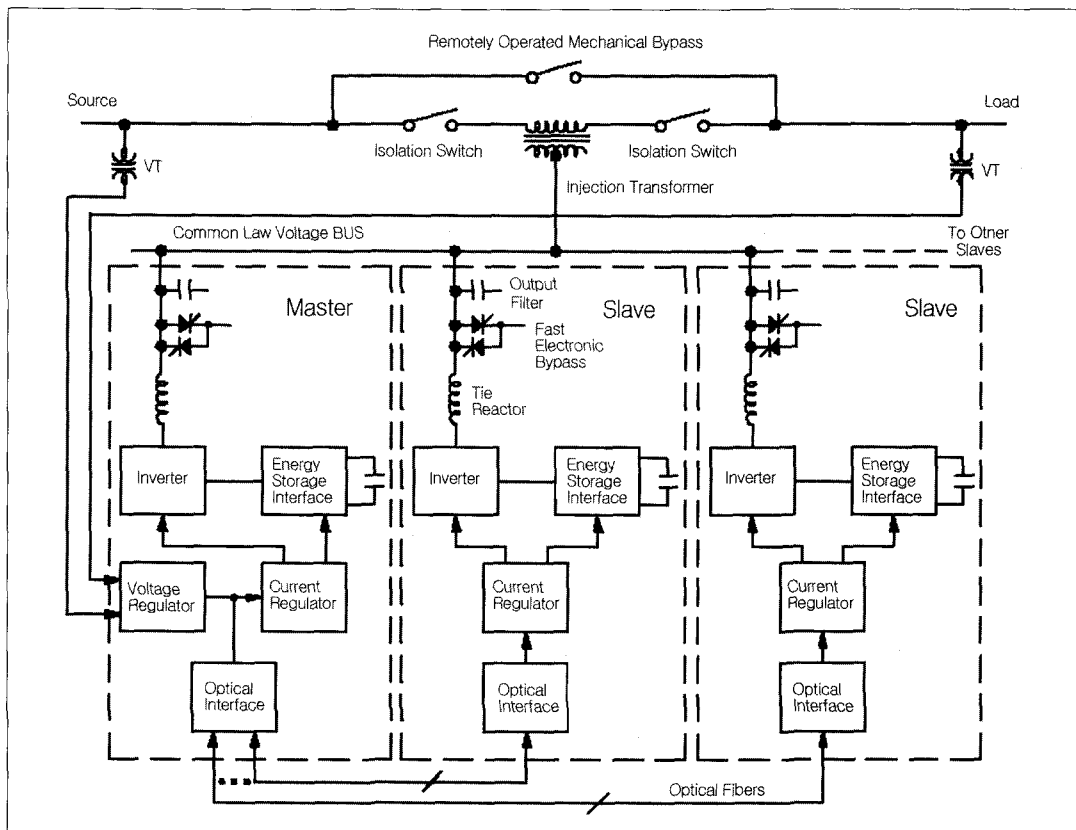 Remotely Operated Mechanical Bypass
Source
Load
Isolation Switch
Isolation Switch
VT
VT
Injection Transformer
Common Law Voltage BUS
To Other
Slaves
Master
Output
Filter
Slave
Slave
Fast
Electronic
Bypass
Tie
Reactor
Inverter
Energy
Storage
Interface
Inverter
Energy
Storage
Interface
Inverter
Energy
Storage
Interface
Voltage
Regulator
Current
Regulator
Current
Regulator
Current
Regulator
Optical
Interface
Optical
Interface
Optical
Interface
Optical Fibers